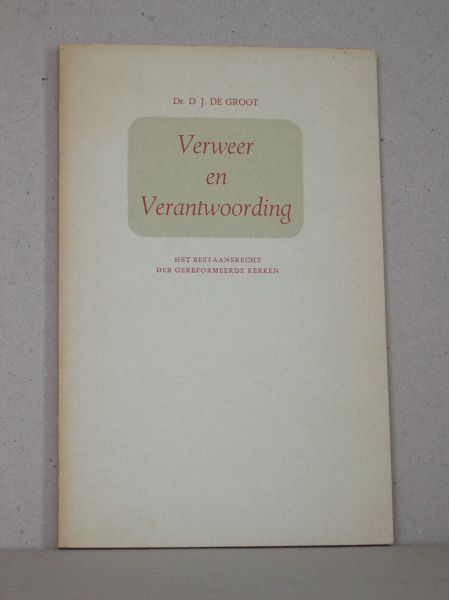 Dr. D J. DE GROOT
Verweer
en
Verantwoording
HET BESTAANSRECHT
DER GEREFORMEERDE KERKEN